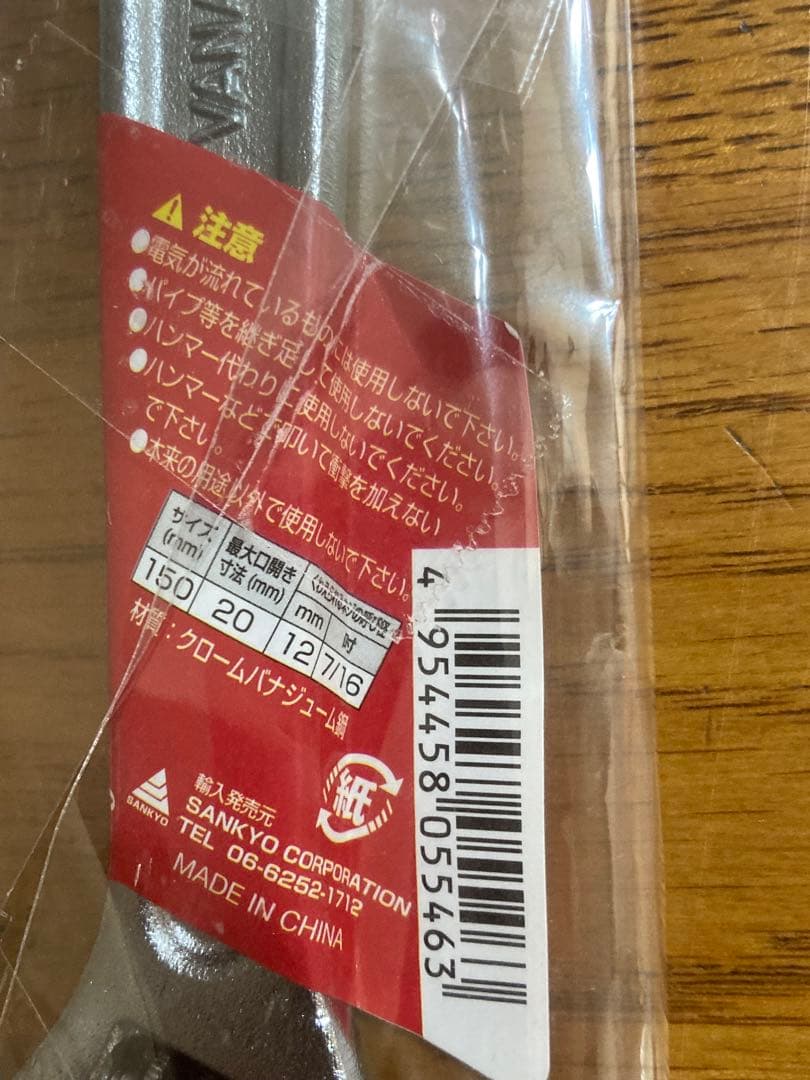 VANA
注意
●電気が流れているものには使用しないで下さい。
●パイプ等を継ぎ足して使用しないでください。
●ハンマー代わりに使用しないでください。
●ハンマーなどで叩いて衝撃を加えない
で下さい。
●本来の用途以外で使用しないで下さい。
サイズ
(mm)
最大口開き
寸法(mm)
mm
吋
150
20
12
7/16
材質:クロームバナジューム鋼
紙
SANKYO
輸入発売元
SANKYO CORPORATION
TEL 06-6252-1712
MADE IN CHINA
4 954458 055463